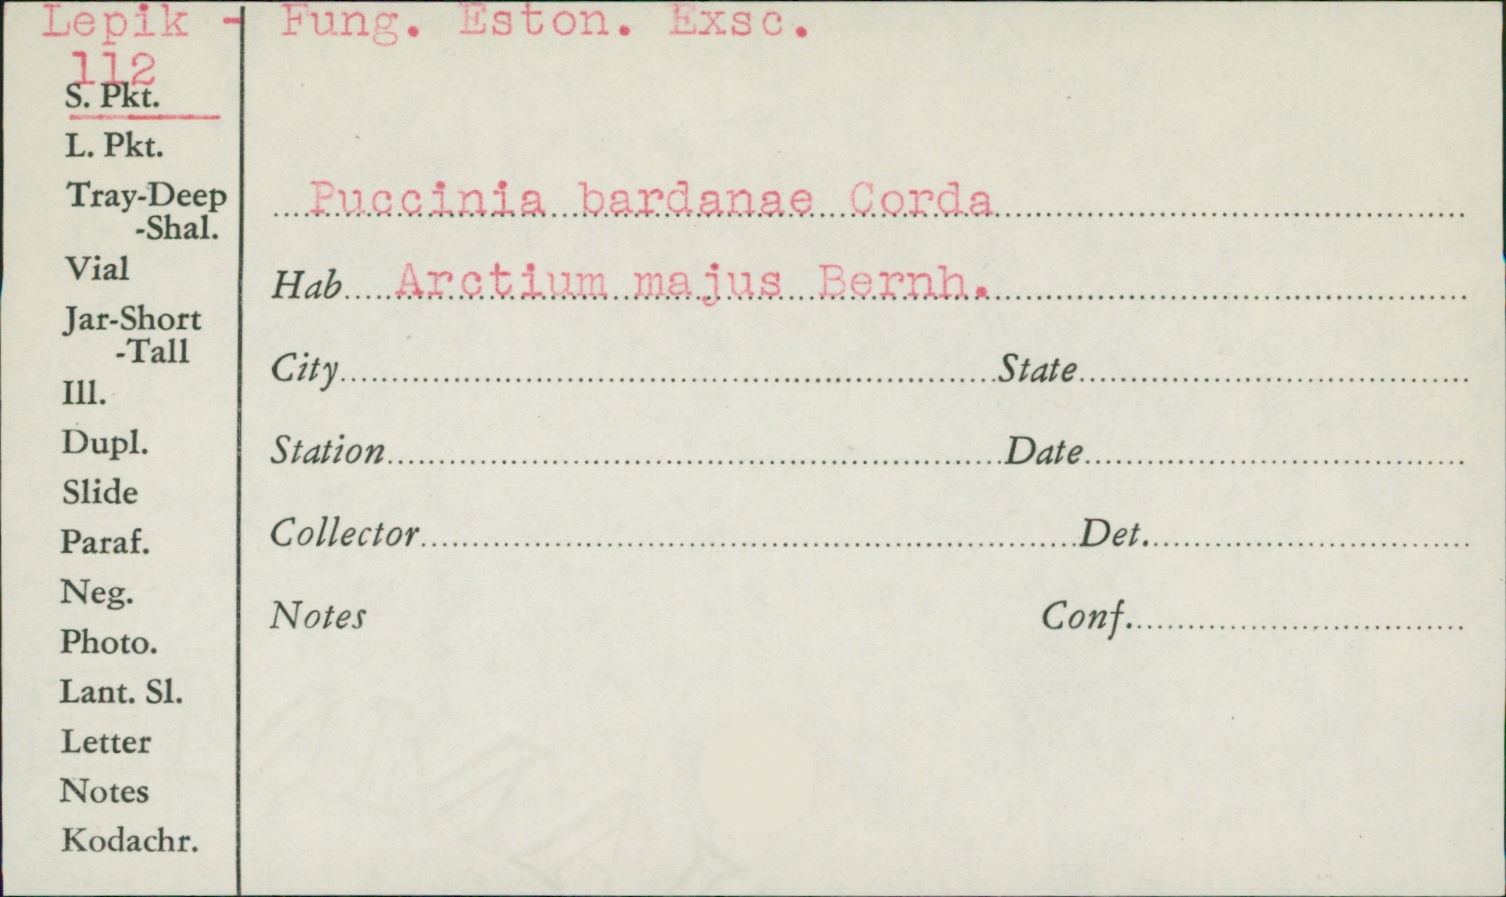 Lepik - Fung. Eston. Exsc.
112
S. Pkt.
L. Pkt.
Tray-Deep
-Shal.
Vial
Jar-Short
-Tall
Ill.
Dupl.
Slide
Paraf.
Neg.
Photo.
Lant. Sl.
Letter
Notes
Kodachr.
Puccinia bardanae Corda
Hab. Arctium majus Bernh.
City State
Station Date
Collector Det.
Notes Conf.